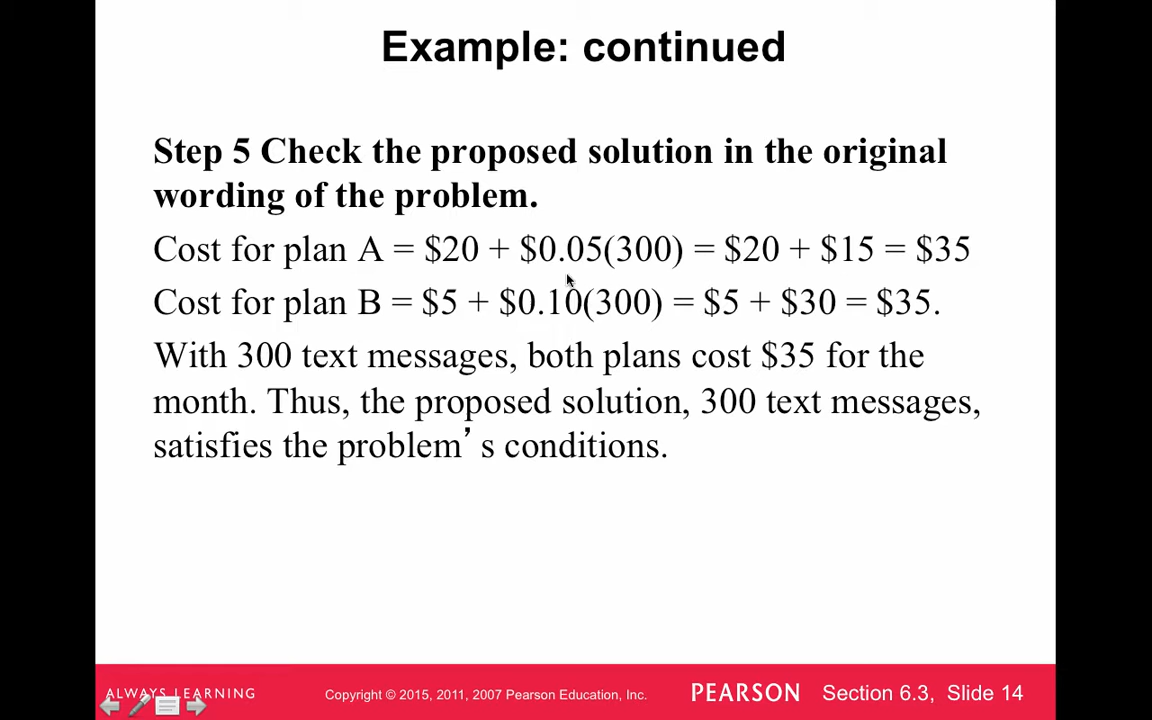 Example: continued
Step 5 Check the proposed solution in the original
wording of the problem.
Cost for plan A = $20 + $0.05(300) = $20 + $15 = $35
Cost for plan B = $5 + $0.10(300) = $5 + $30 = $35.
With 300 text messages, both plans cost $35 for the
month. Thus, the proposed solution, 300 text messages,
satisfies the problem’s conditions.
ALWAYS LEARNING Copyright © 2015, 2011, 2007 Pearson Education, Inc. PEARSON Section 6.3, Slide 14